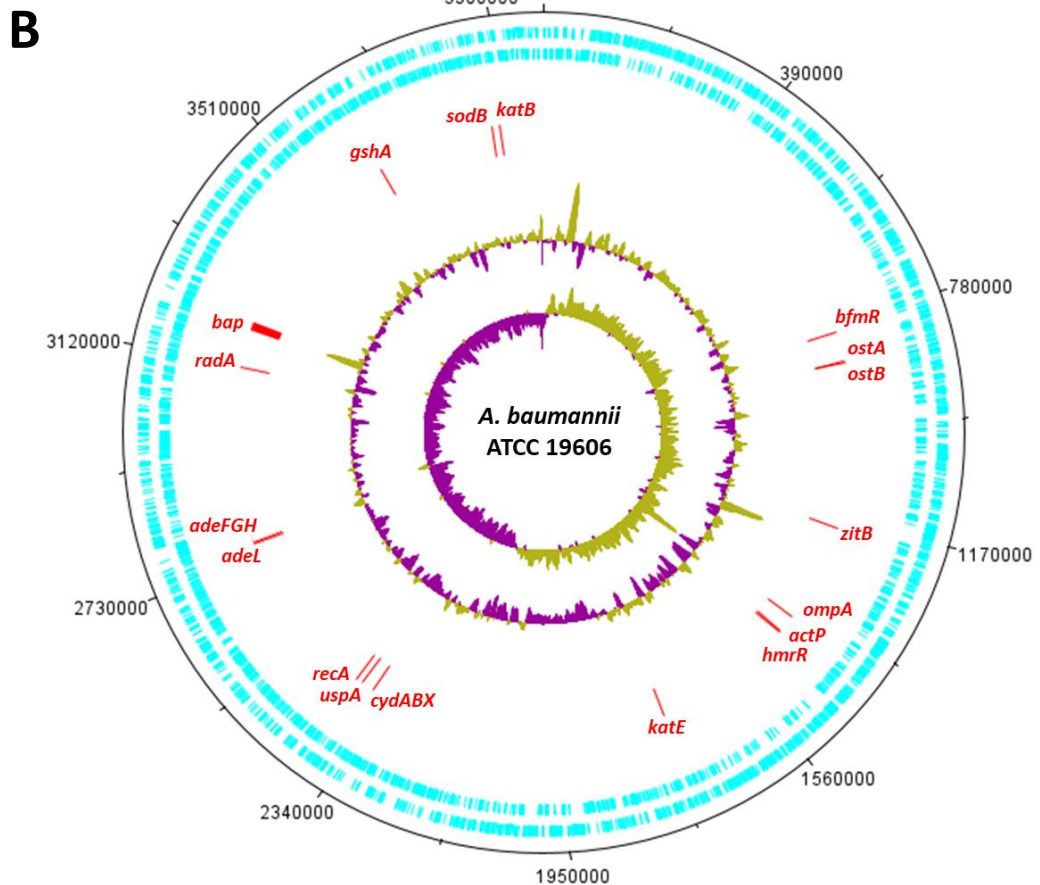 B
390000
3510000
sodB katB
gshA
780000
bap
bfmR
3120000
ostA
radA
ostB
A. baumannii
ATCC 19606
adeFGH
zitB
adeL
1170000
2730000
ompA
actP
hmrR
recA
uspA
cydABX
katE
1560000
2340000
1950000